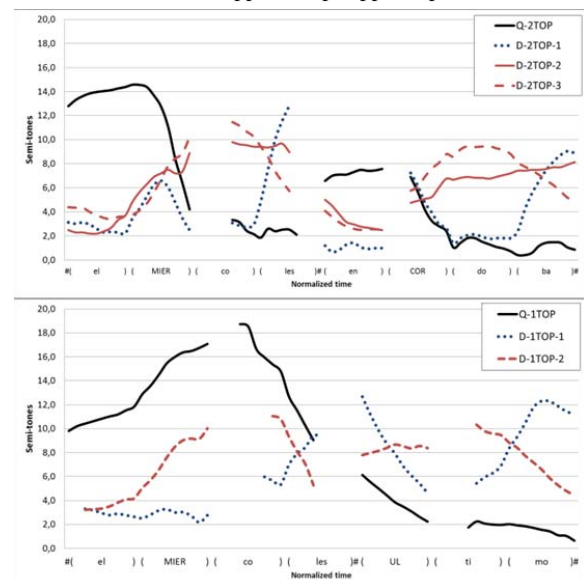 20,0
18,0
16,0
14,0
12,0
10,0
8,0
6,0
4,0
2,0
0,0
Semi-tones
Q-2TOP
D-2TOP-1
D-2TOP-2
D-2TOP-3
#( el )( MIER )( co )( les )# en )( COR )( do )( ba )#
Normalized time
20,0
18,0
16,0
14,0
12,0
10,0
8,0
6,0
4,0
2,0
0,0
Semi-tones
Q-1TOP
D-1TOP-1
D-1TOP-2
#( el )( MIER )( co )( les )#( UL )( ti )( mo )#
Normalized time